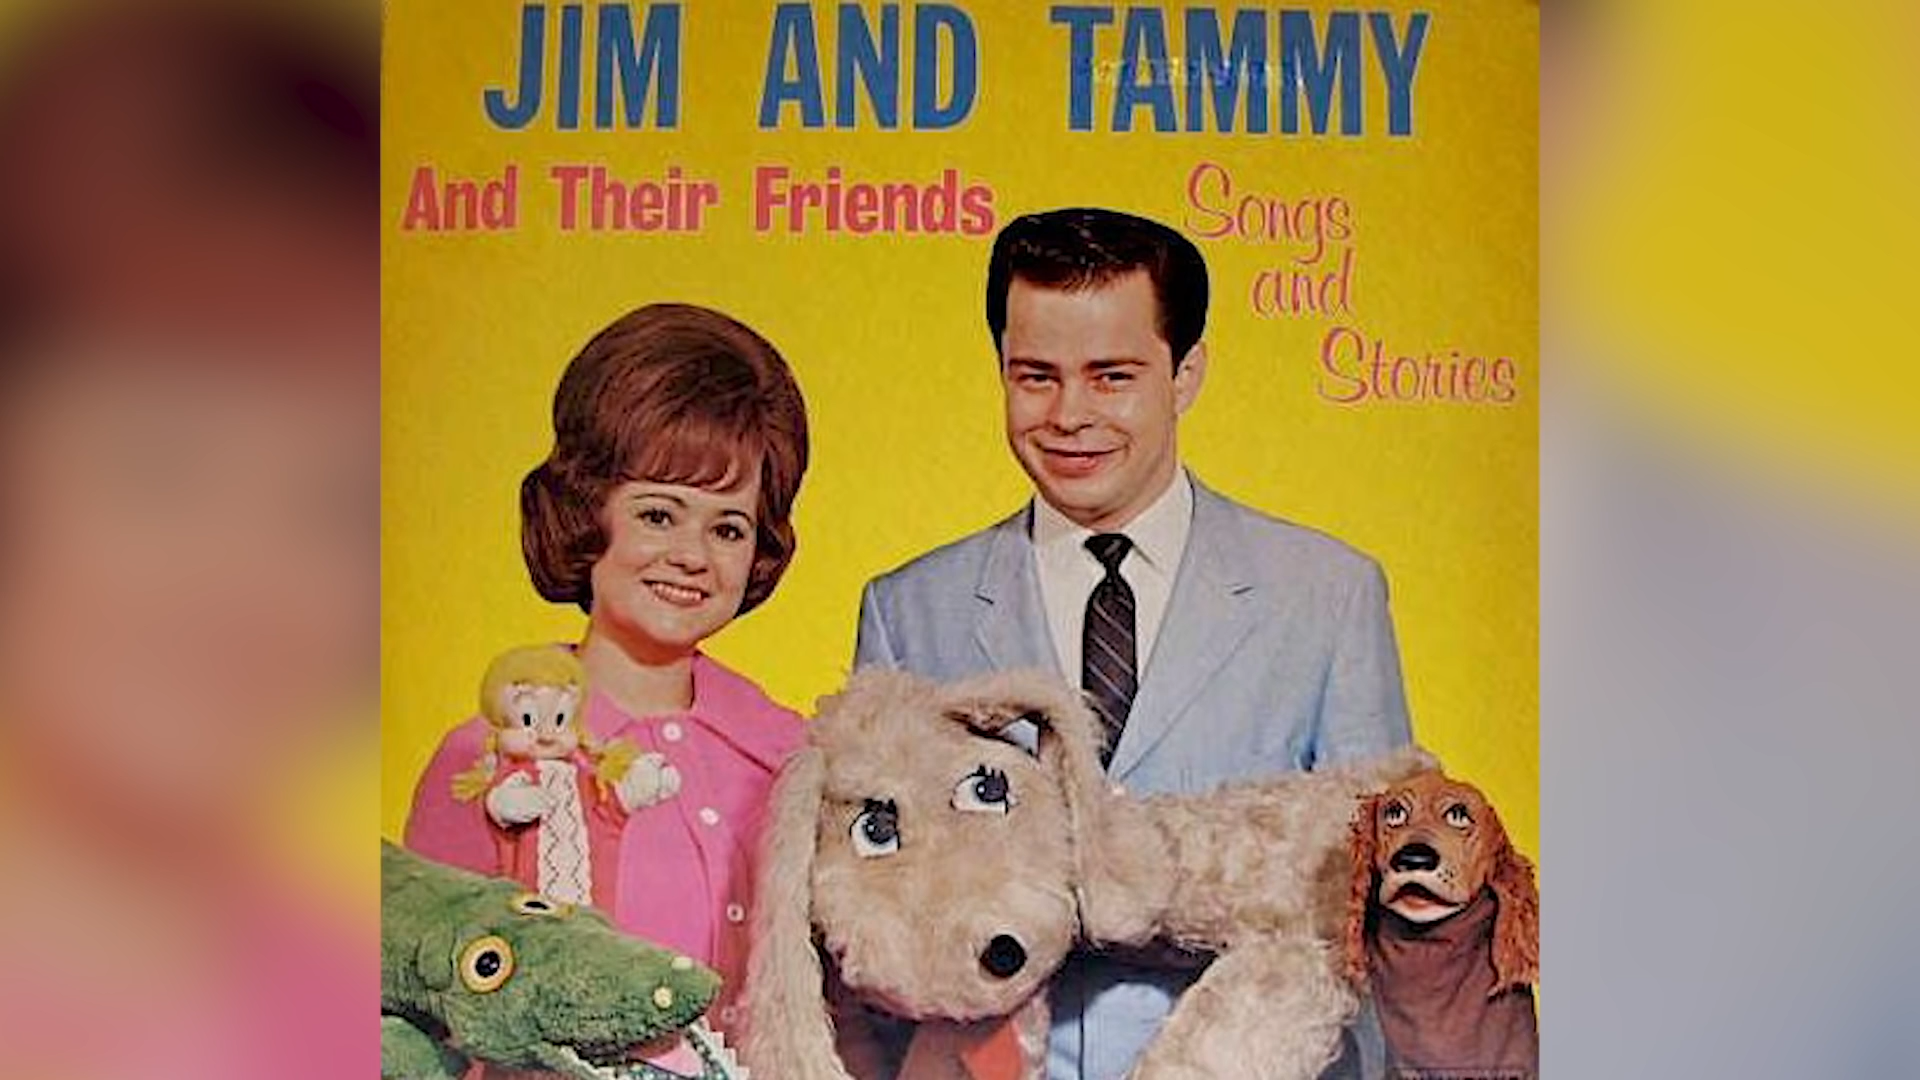 JIM AND TAMMY
And Their Friends
Songs
and
Stories